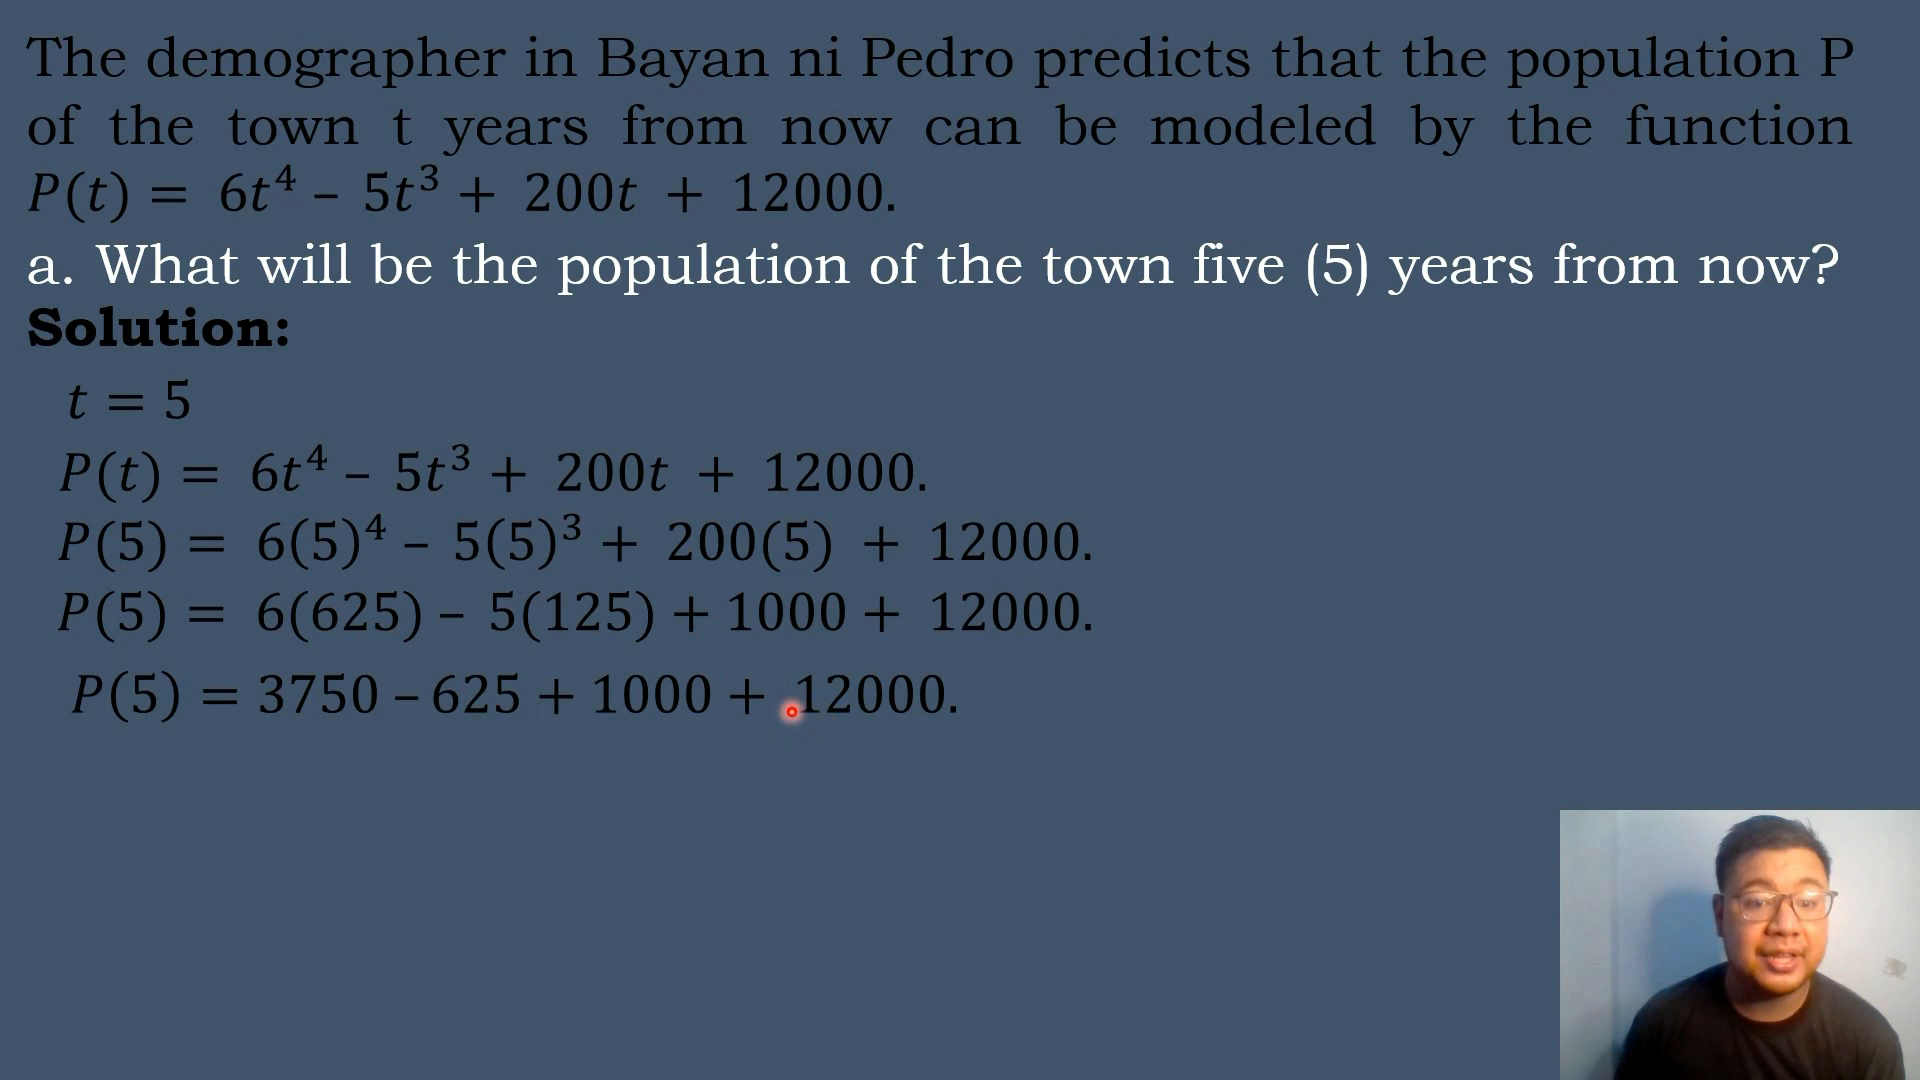 The demographer in Bayan ni Pedro predicts that the population P
of the town t years from now can be modeled by the function
P(t) = 6t⁴ – 5t³ + 200t + 12000.
a. What will be the population of the town five (5) years from now?
Solution:
t = 5
P(t) = 6t⁴ – 5t³ + 200t + 12000.
P(5) = 6(5)⁴ – 5(5)³ + 200(5) + 12000.
P(5) = 6(625) – 5(125) + 1000 + 12000.
P(5) = 3750 – 625 + 1000 + 12000.